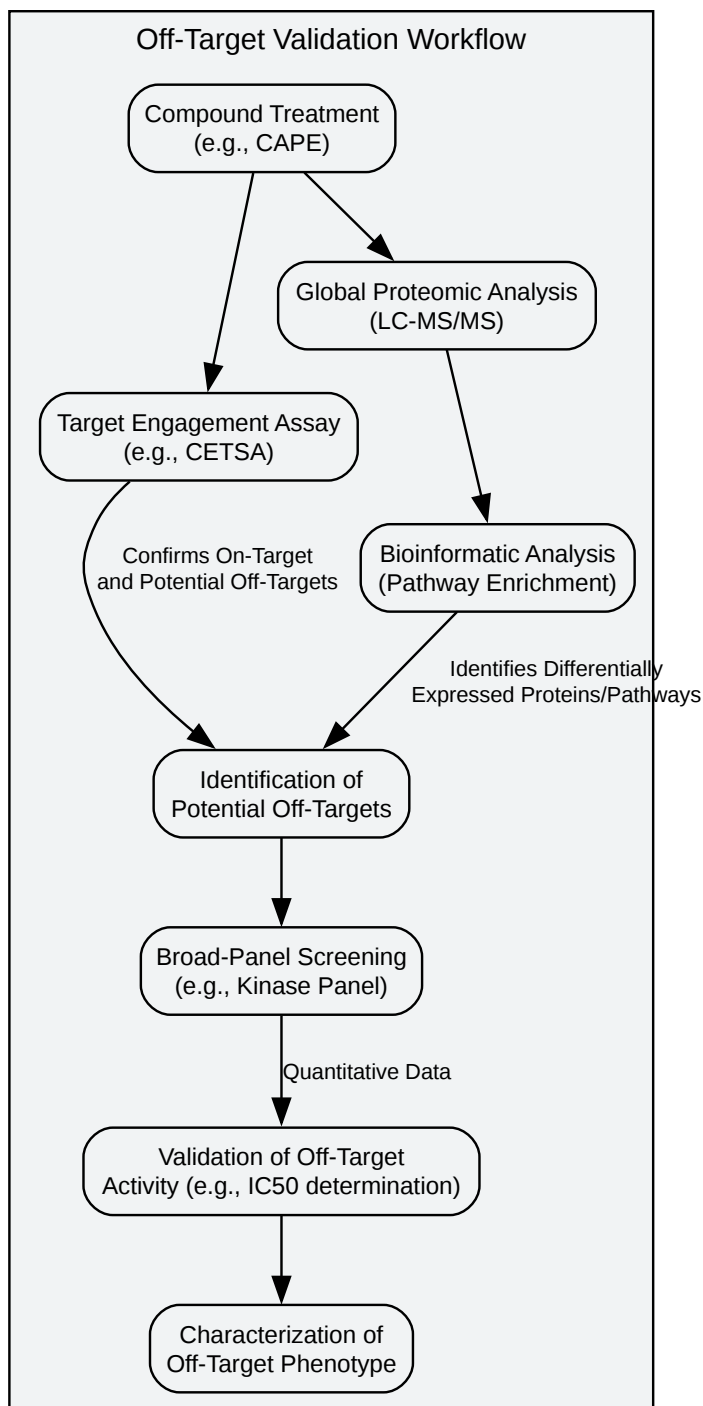 Off-Target Validation Workflow
Compound Treatment
(e.g., CAPE)
Global Proteomic Analysis
(LC-MS/MS)
Target Engagement Assay
(e.g., CETSA)
Confirms On-Target
and Potential Off-Targets
Bioinformatic Analysis
(Pathway Enrichment)
Identifies Differentially
Expressed Proteins/Pathways
Identification of
Potential Off-Targets
Broad-Panel Screening
(e.g., Kinase Panel)
Quantitative Data
Validation of Off-Target
Activity (e.g., IC50 determination)
Characterization of
Off-Target Phenotype